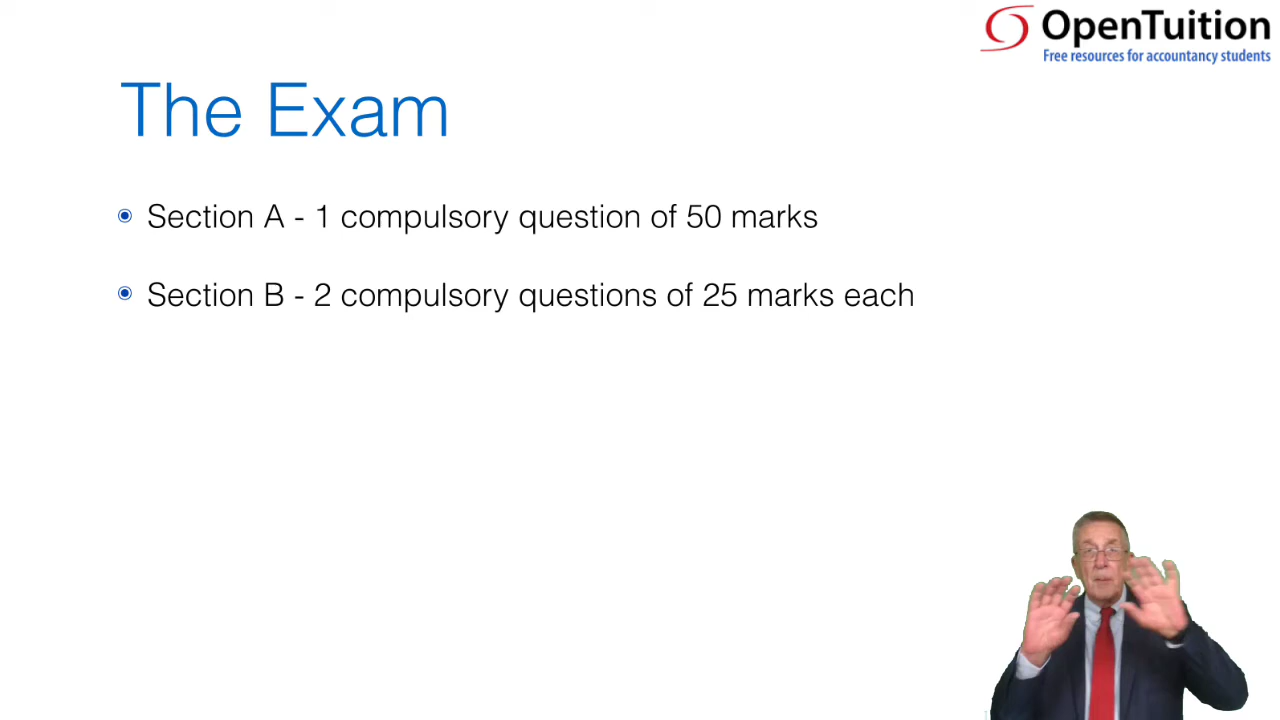 OpenTuition
Free resources for accountancy students
The Exam
Section A - 1 compulsory question of 50 marks
Section B - 2 compulsory questions of 25 marks each